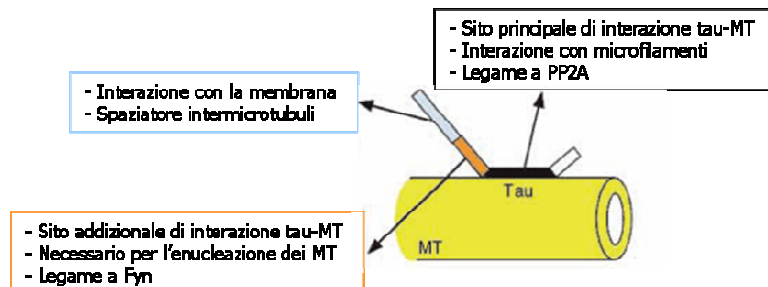 - Sito principale di interazione tau-MT
- Interazione con microfilamenti
- Legame a PP2A
- Interazione con la membrana
- Spaziatore intermicrotubuli
Tau
MT
- Sito addizionale di interazione tau-MT
- Necessario per l'enucleazione dei MT
- Legame a Fyn